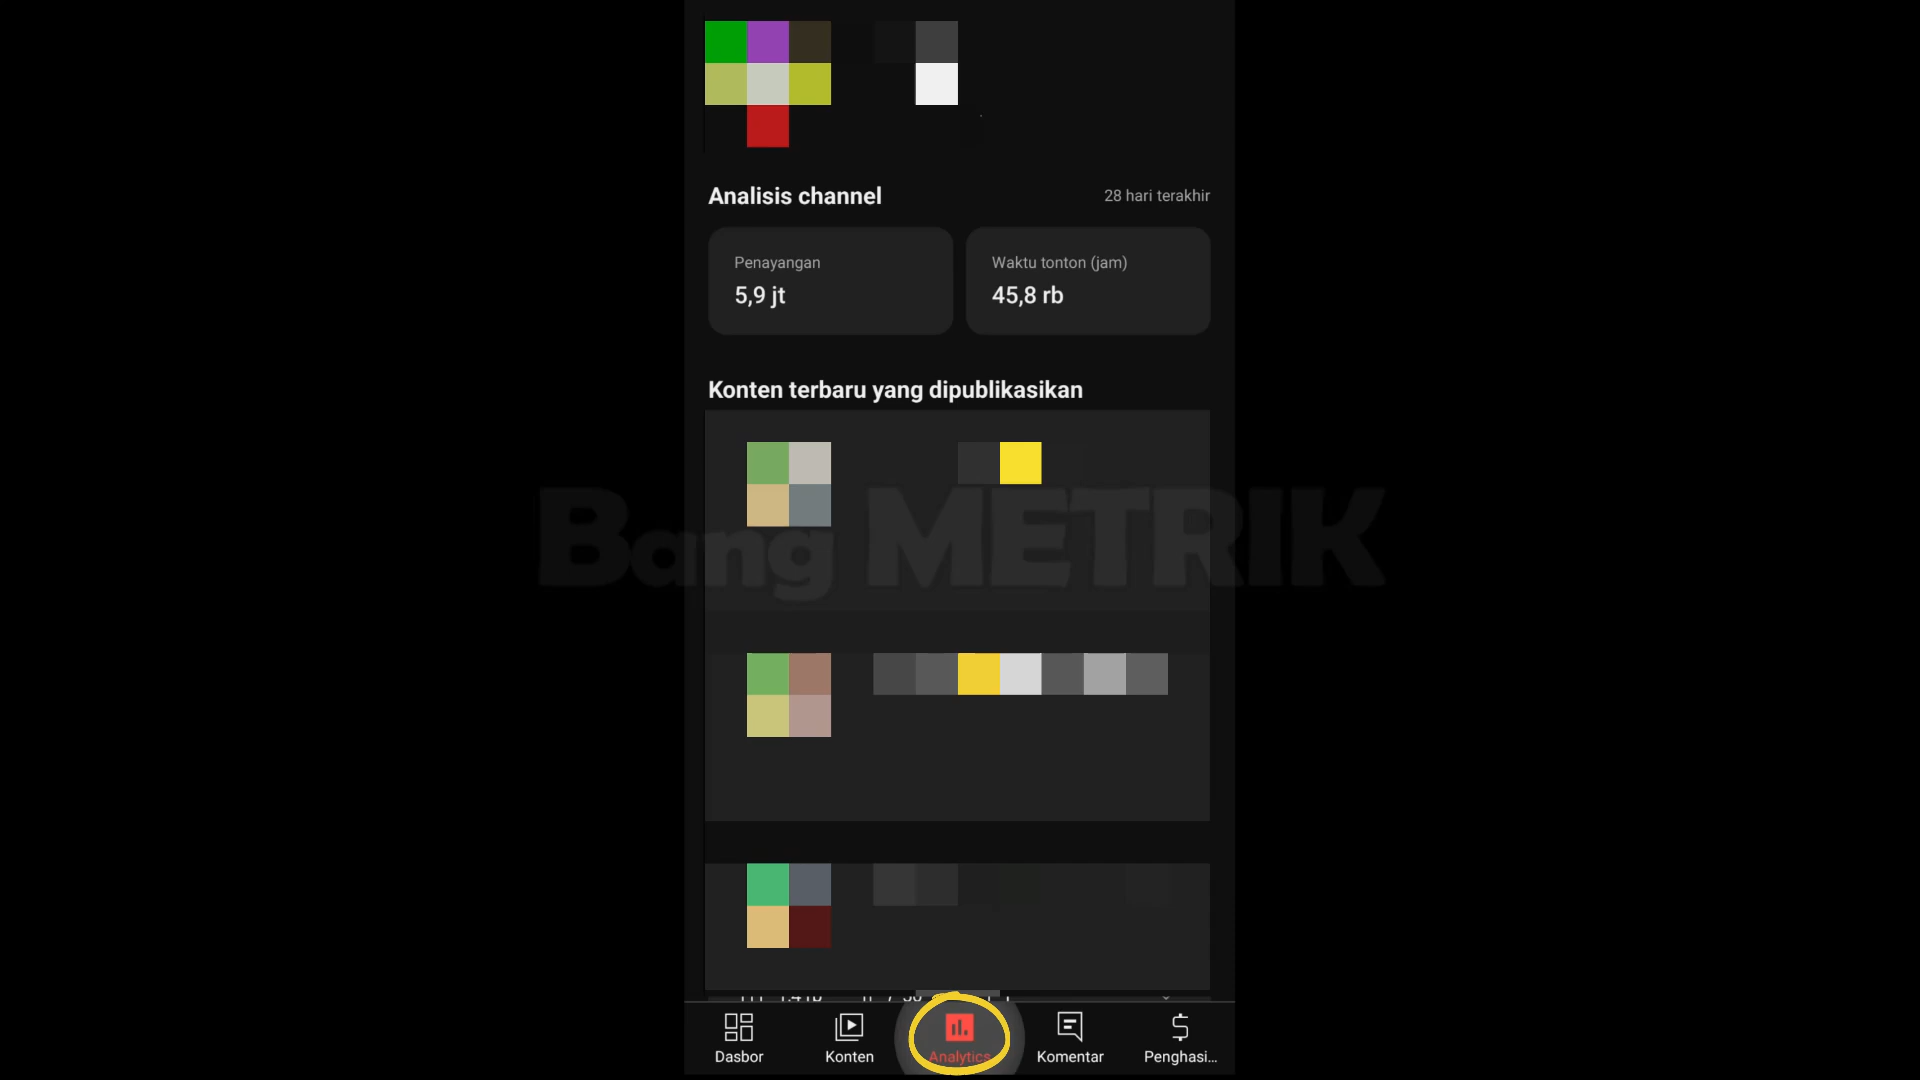 Analisis channel
28 hari terakhir
Penayangan
Waktu tonton (jam)
5,9 jt
45,8 rb
Konten terbaru yang dipublikasikan
Bang METRIK
Dasbor
Konten
Analytics
Komentar
Penghasi...